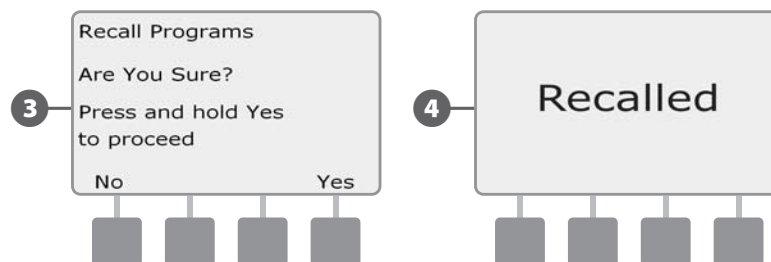 Recall Programs
Are You Sure?
Press and hold Yes
to proceed
No Yes
3
4
Recalled